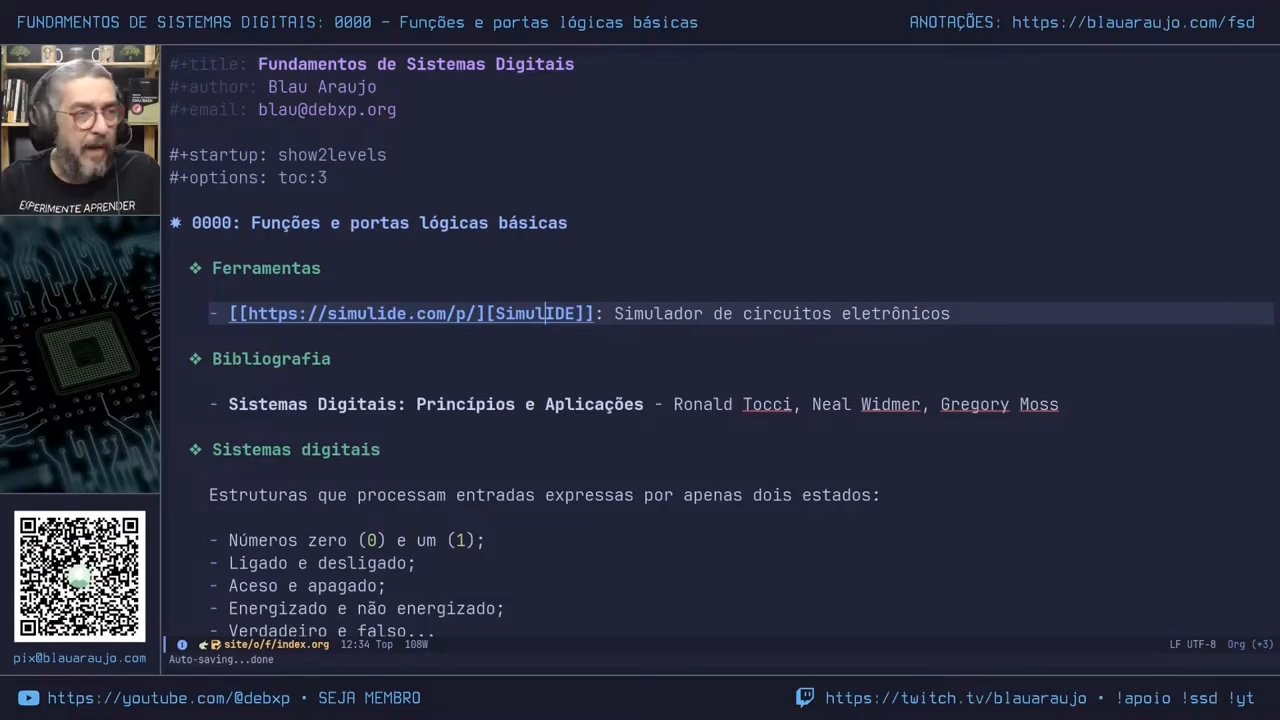 FUNDAMENTOS DE SISTEMAS DIGITAIS: 0000 - Funções e portas lógicas básicas
ANOTAÇÕES: https://blauaraujo.com/fsd
#+title: Fundamentos de Sistemas Digitais
#+author: Blau Araujo
#+email: blau@debxp.org
#+startup: show2levels
#+options: toc:3
✷ 0000: Funções e portas lógicas básicas
❖ Ferramentas
- [[https://simulide.com/p/][SimulIDE]]: Simulador de circuitos eletrônicos
❖ Bibliografia
- Sistemas Digitais: Princípios e Aplicações - Ronald Tocci, Neal Widmer, Gregory Moss
❖ Sistemas digitais
Estruturas que processam entradas expressas por apenas dois estados:
- Números zero (0) e um (1);
- Ligado e desligado;
- Aceso e apagado;
- Energizado e não energizado;
- Verdadeiro e falso...
site/o/f/index.org 12:34 Top 108W
LF UTF-8 Org (+3)
Auto-saving...done
EXPERIMENTE APRENDER
pix@blauaraujo.com
https://youtube.com/@debxp • SEJA MEMBRO
https://twitch.tv/blauaraujo • !apoio !ssd !yt